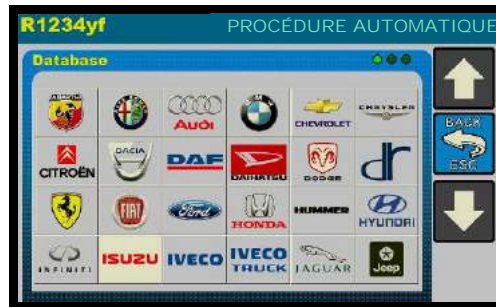 R1234yf PROCÉDURE AUTOMATIQUE
Database
Audi CHEVROLET CHRYSLER
BACK
CITROËN DACIA DAF DAIHATSU DODGE dr
ESC
FIAT Ford HONDA HUMMER HYUNDAI
INFINITI ISUZU IVECO IVECO TRUCK JAGUAR Jeep